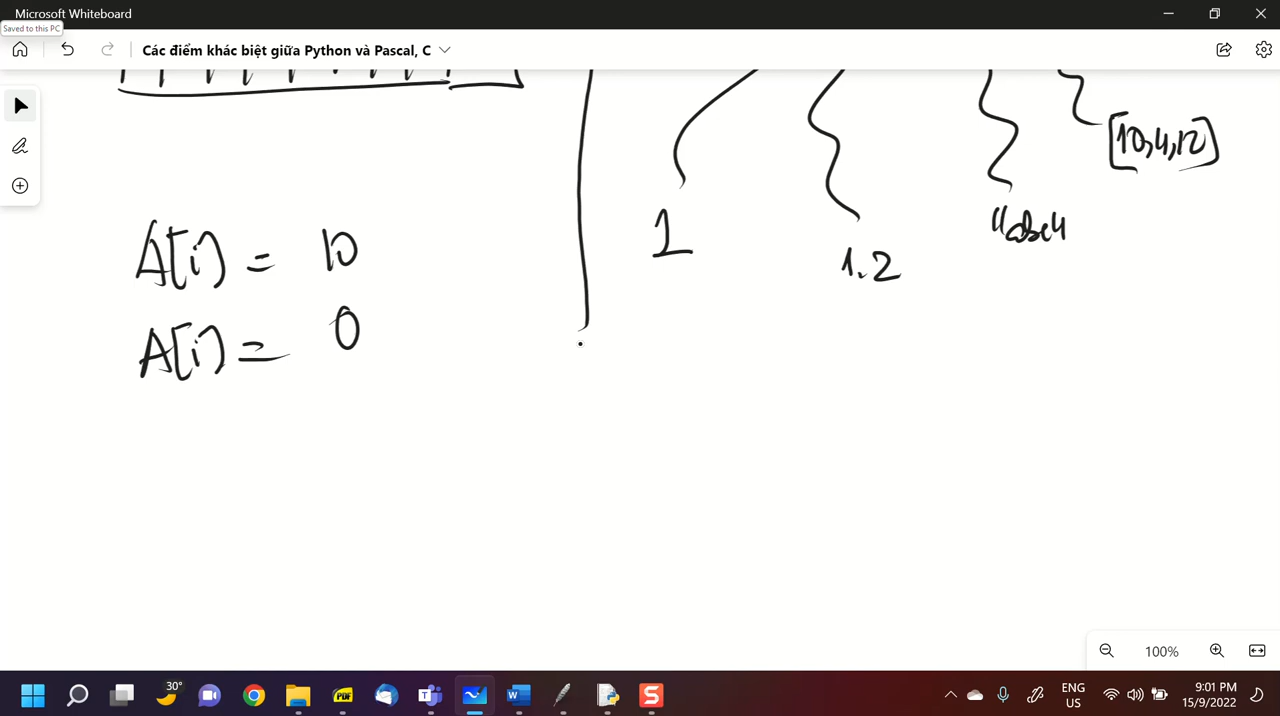 Microsoft Whiteboard
Saved to this PC
Các điểm khác biệt giữa Python và Pascal, C
[10,4,12]
"abc"
1
1.2
A[i] = 10
A[i] = 0
100%
30°
PDF
ENG
US
9:01 PM
15/9/2022